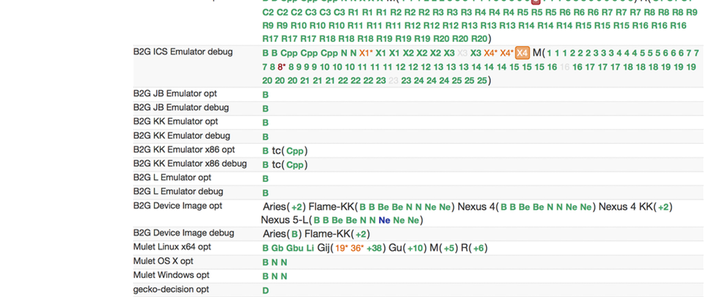 C2 C2 C2 C3 C3 C3 R1 R1 R1 R2 R2 R2 R3 R3 R3 R4 R4 R4 R5 R5 R5 R6 R6 R6 R7 R7 R7 R8 R8 R8 R9
R9 R9 R10 R10 R10 R11 R11 R11 R12 R12 R12 R13 R13 R13 R14 R14 R14 R15 R15 R15 R16 R16 R16
R17 R17 R17 R18 R18 R18 R19 R19 R19 R20 R20 R20)
B2G ICS Emulator debug B B Cpp Cpp Cpp N N X1* X1 X1 X2 X2 X2 X3 X3 X3 X4* X4* X4 M( 1 1 1 2 2 2 3 3 3 4 4 4 5 5 5 6 6 6 7 7
7 8 8* 8 9 9 9 10 10 10 11 11 11 12 12 12 13 13 13 14 14 14 15 15 15 16 16 16 17 17 17 18 18 18 19 19 19
20 20 20 21 21 21 22 22 22 23 23 23 24 24 24 25 25 25)
B2G JB Emulator opt B
B2G JB Emulator debug B
B2G KK Emulator opt B
B2G KK Emulator debug B
B2G KK Emulator x86 opt B tc( Cpp )
B2G KK Emulator x86 debug B tc( Cpp )
B2G L Emulator opt B
B2G L Emulator debug B
B2G Device Image opt Aries( +2 ) Flame-KK( B B Be Be N N Ne Ne ) Nexus 4( B B Be Be N N Ne Ne ) Nexus 4 KK( +2 )
Nexus 5-L( B B Be Be N N Ne Ne Ne )
B2G Device Image debug Aries( B ) Flame-KK( +2 )
Mulet Linux x64 opt B Gb Gbu Li Gij( 19* 36* +38 ) Gu( +10 ) M( +5 ) R( +6 )
Mulet OS X opt B N N
Mulet Windows opt B N N
gecko-decision opt D